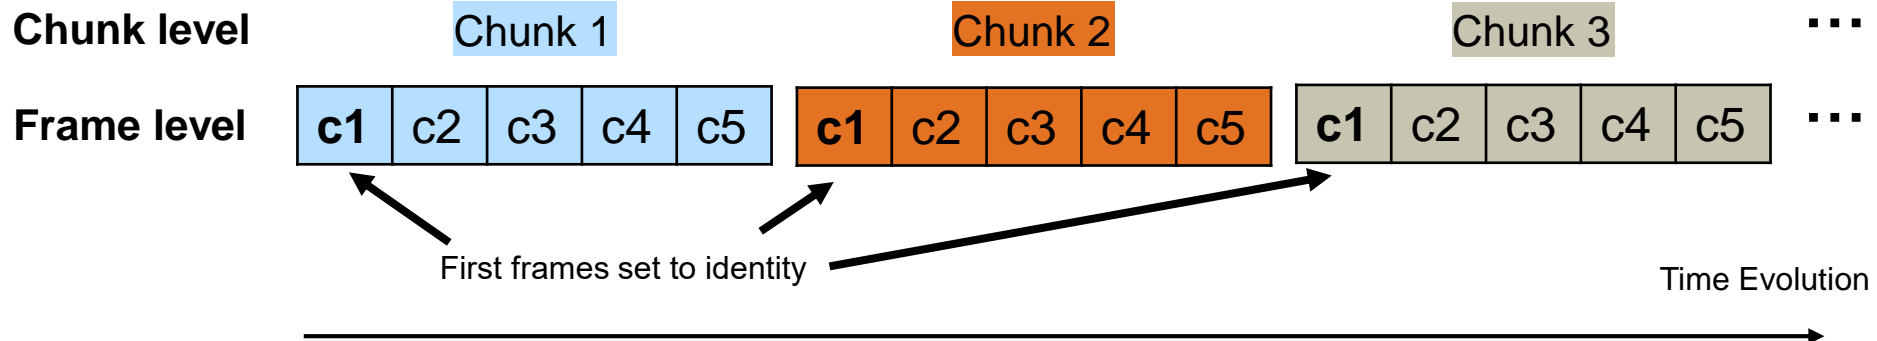 Chunk level Chunk 1 Chunk 2 Chunk 3 ...
Frame level c1 c2 c3 c4 c5 c1 c2 c3 c4 c5 c1 c2 c3 c4 c5 ...
First frames set to identity
Time Evolution